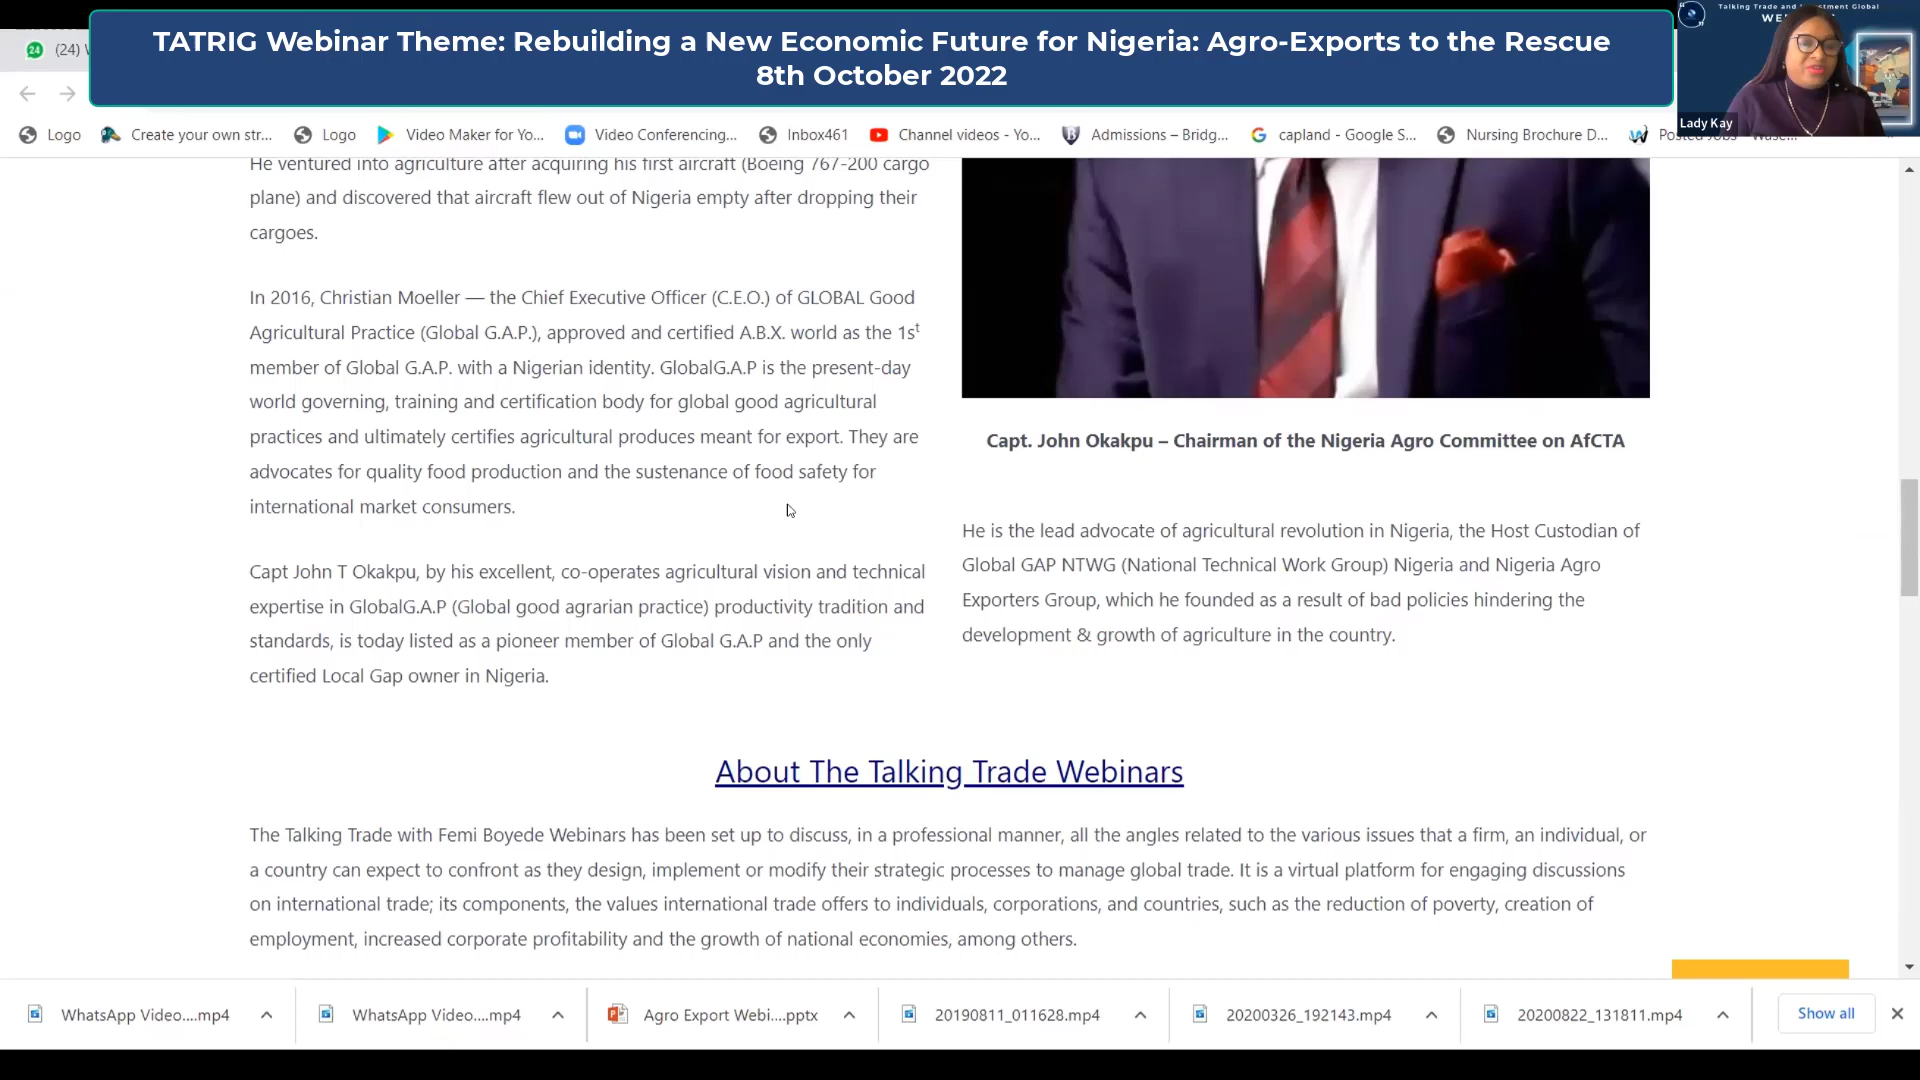 TATRIG Webinar Theme: Rebuilding a New Economic Future for Nigeria: Agro-Exports to the Rescue
8th October 2022
Talking Trade and Investment Global
Lady Kay
(24)
Logo
Create your own str...
Logo
Video Maker for Yo...
Video Conferencing...
Inbox461
Channel videos - Yo...
Admissions – Bridg...
capland - Google S...
Nursing Brochure D...
Posted Jobs
He ventured into agriculture after acquiring his first aircraft (Boeing 767-200 cargo
plane) and discovered that aircraft flew out of Nigeria empty after dropping their
cargoes.
In 2016, Christian Moeller — the Chief Executive Officer (C.E.O.) of GLOBAL Good
Agricultural Practice (Global G.A.P.), approved and certified A.B.X. world as the 1st
member of Global G.A.P. with a Nigerian identity. GlobalG.A.P is the present-day
world governing, training and certification body for global good agricultural
practices and ultimately certifies agricultural produces meant for export. They are
advocates for quality food production and the sustenance of food safety for
international market consumers.
Capt John T Okakpu, by his excellent, co-operates agricultural vision and technical
expertise in GlobalG.A.P (Global good agrarian practice) productivity tradition and
standards, is today listed as a pioneer member of Global G.A.P and the only
certified Local Gap owner in Nigeria.
Capt. John Okakpu – Chairman of the Nigeria Agro Committee on AfCTA
He is the lead advocate of agricultural revolution in Nigeria, the Host Custodian of
Global GAP NTWG (National Technical Work Group) Nigeria and Nigeria Agro
Exporters Group, which he founded as a result of bad policies hindering the
development & growth of agriculture in the country.
About The Talking Trade Webinars
The Talking Trade with Femi Boyede Webinars has been set up to discuss, in a professional manner, all the angles related to the various issues that a firm, an individual, or
a country can expect to confront as they design, implement or modify their strategic processes to manage global trade. It is a virtual platform for engaging discussions
on international trade; its components, the values international trade offers to individuals, corporations, and countries, such as the reduction of poverty, creation of
employment, increased corporate profitability and the growth of national economies, among others.
WhatsApp Video....mp4
WhatsApp Video....mp4
Agro Export Webi....pptx
20190811_011628.mp4
20200326_192143.mp4
20200822_131811.mp4
Show all